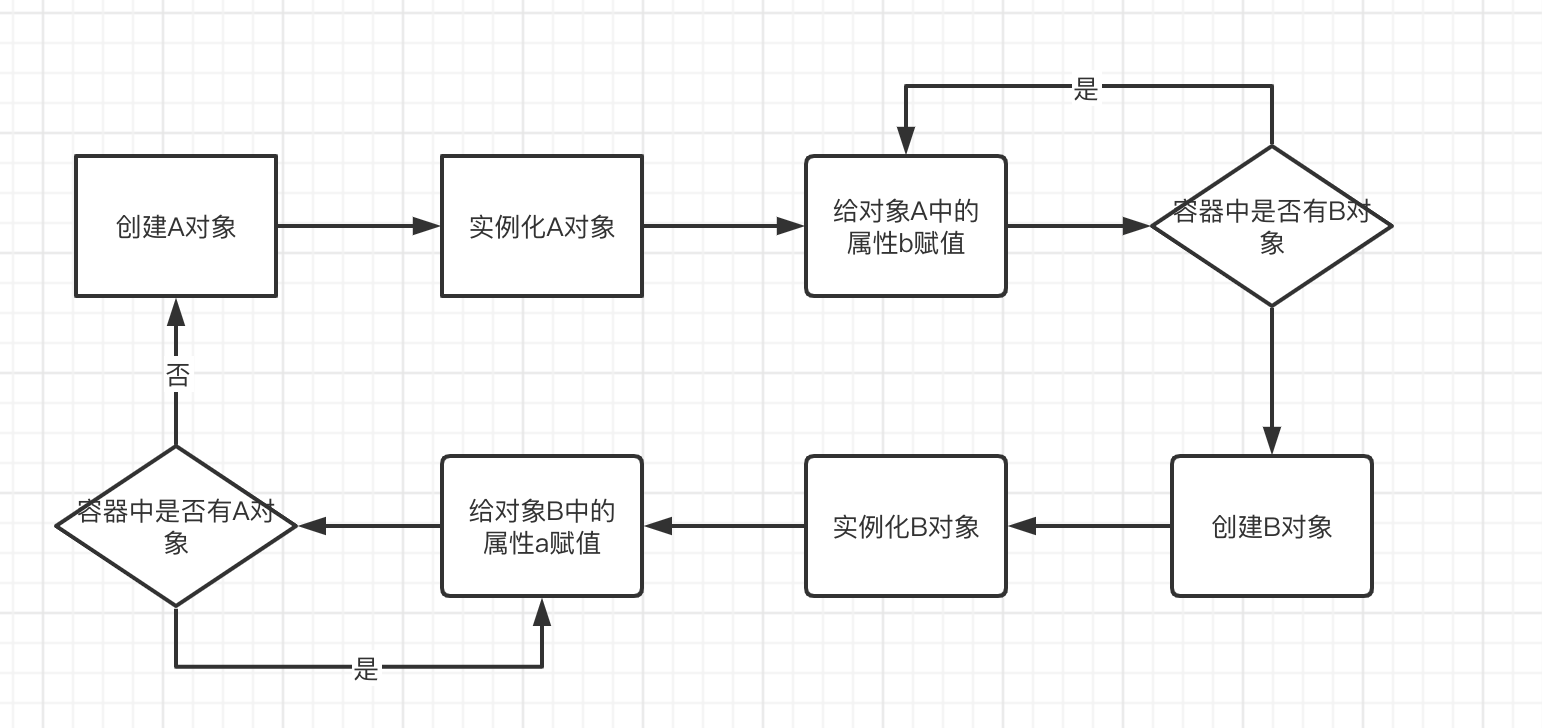 是
创建A对象
实例化A对象
给对象A中的
属性b赋值
容器中是否有B对
象
否
容器中是否有A对
象
给对象B中的
属性a赋值
实例化B对象
创建B对象
是